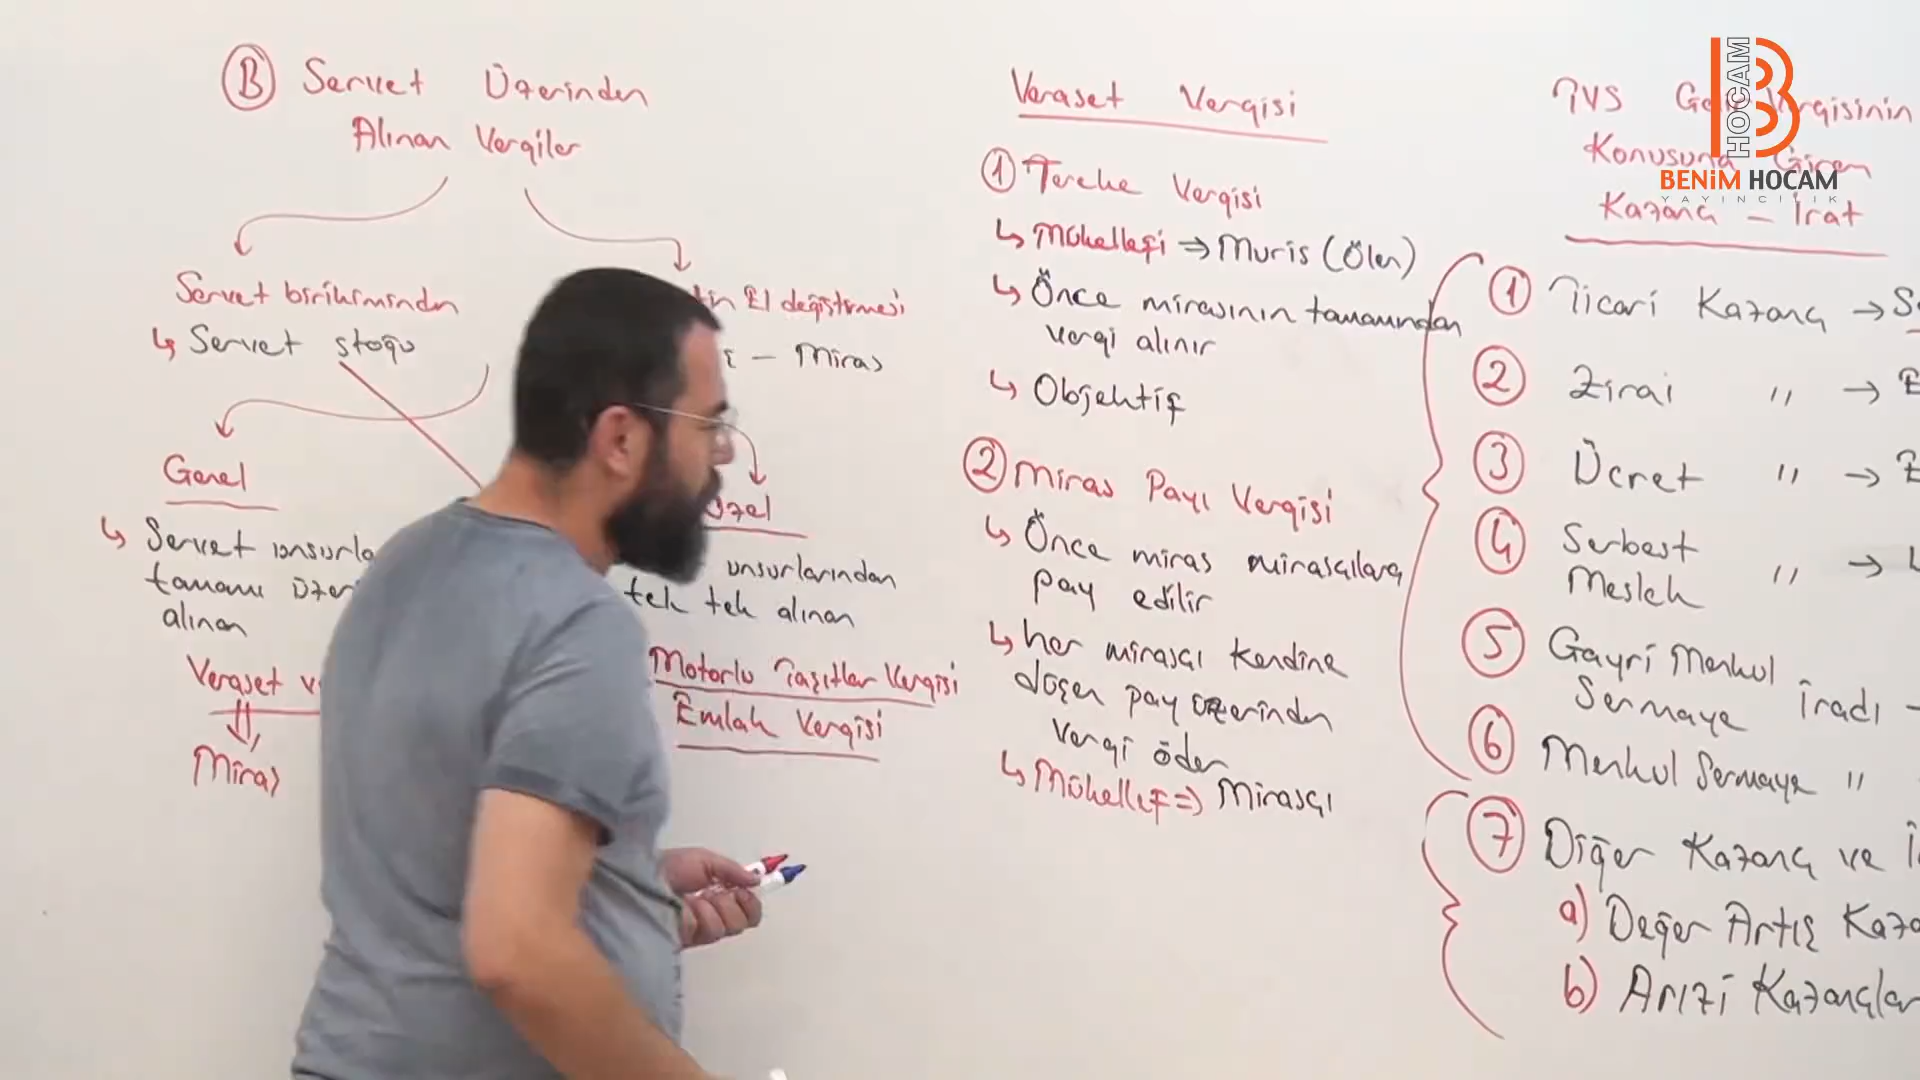 B Servet Üzerinden
Alınan Vergiler
Servet birikiminden
↳ Servet stoğu
El değiştirmesi
– Miras
Genel
↳ Servet
tamamı
alınan
Veraset
Miras
Özel
unsurlarından
tek tek alınan
Motorlu Taşıtlar Vergisi
Emlak Vergisi
Veraset Vergisi
1 Tereke Vergisi
↳ Mükellefi ⇒ Muris (Ölen)
↳ Önce mirasının tamamından
vergi alınır
↳ Objektif
2 Miras Payı Vergisi
↳ Önce miras mirasçılara
pay edilir
↳ her mirasçı kendine
düşen pay üzerinden
vergi öder
↳ Mükellef ⇒ Mirasçı
TVS
Konusuna Giren
Kazanç – İrat
1 Ticari Kazanç →
2 Zirai " →
3 Ücret " →
4 Serbest
Meslek " →
5 Gayri Menkul
Sermaye İradı
6 Menkul Sermaye "
7 Diğer Kazanç ve
a) Değer Artış
b) Arızi Kazançlar
HOCAM
B
BENİM HOCAM
YAYINCILIK